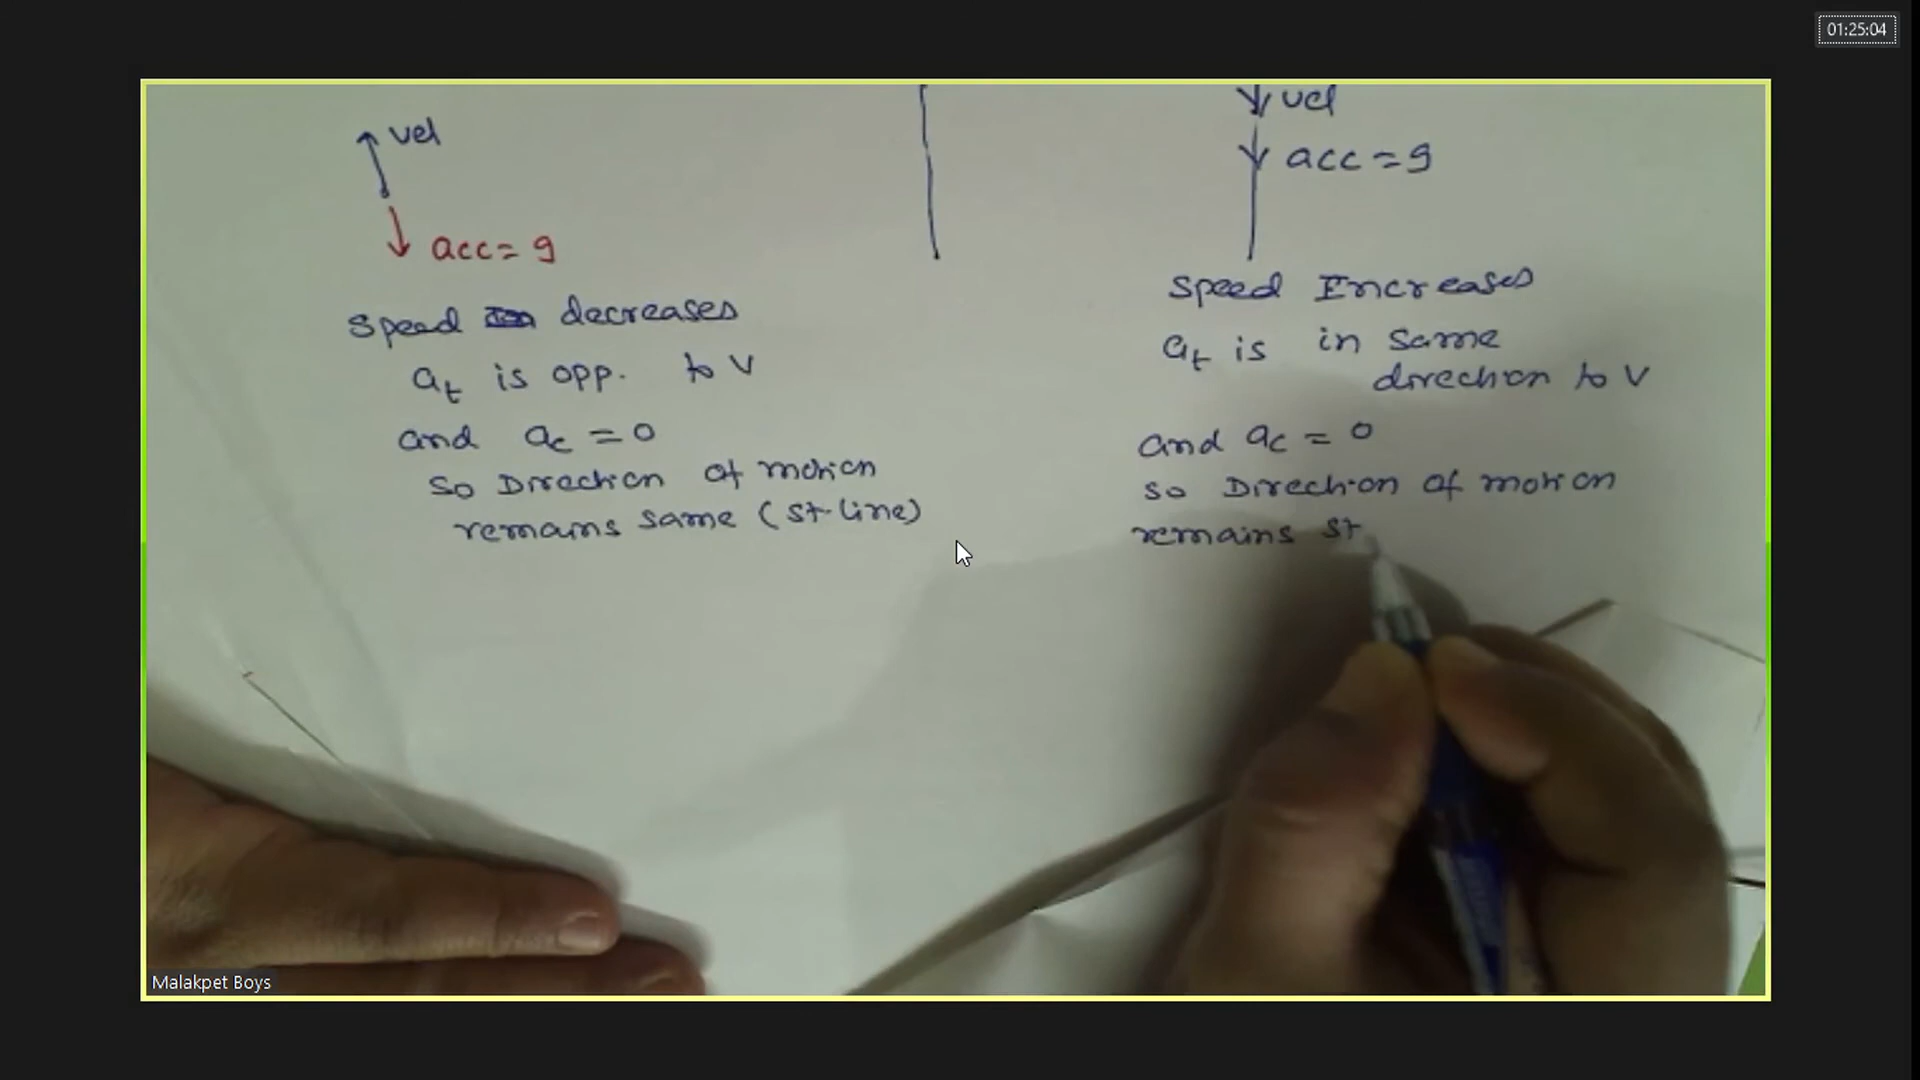 01:25:04
vel
acc = g
speed decreases
at is opp. to v
and ac = 0
so Direction of motion
remains same (st-line)
vel
acc = g
speed Increases
at is in same
direction to v
and ac = 0
so Direction of motion
remains st
Malakpet Boys